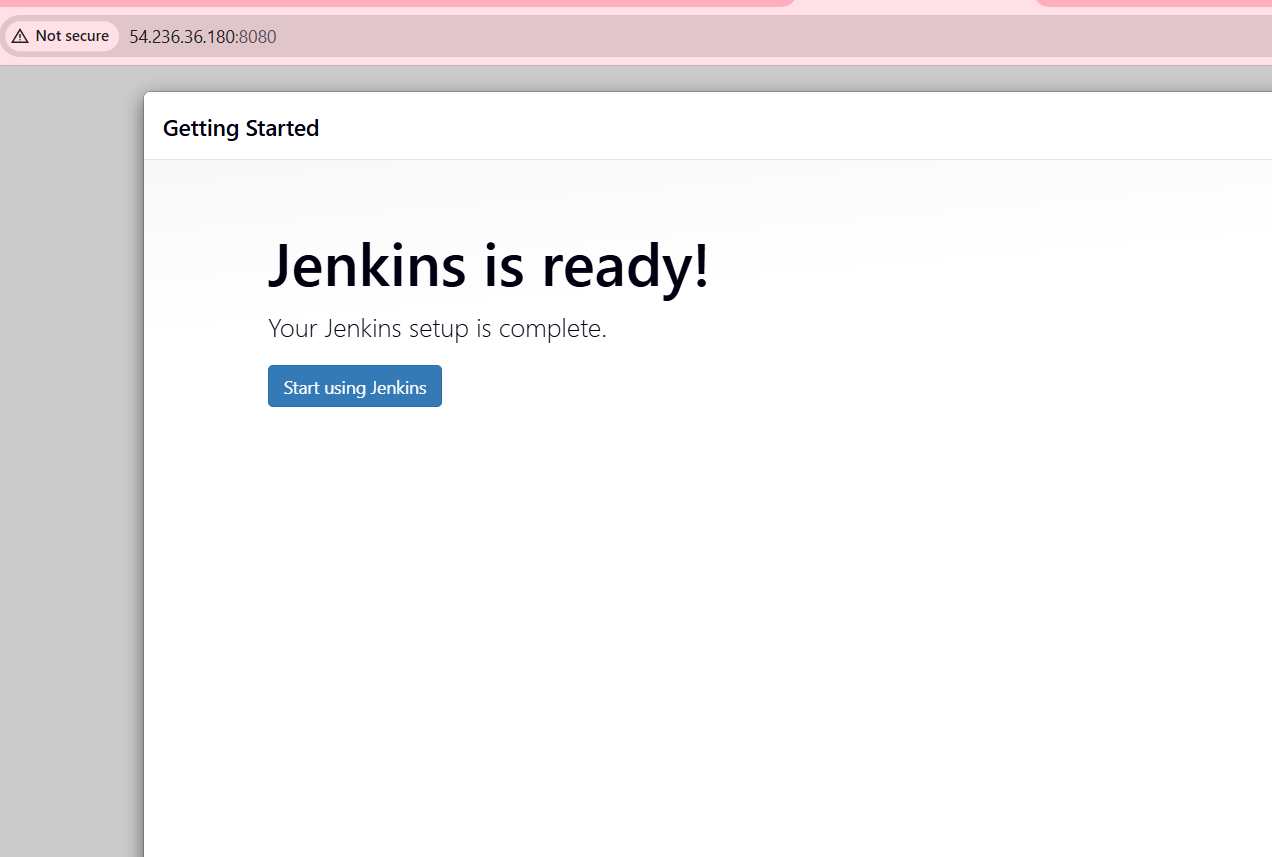 Not secure 54.236.36.180:8080
Getting Started
Jenkins is ready!
Your Jenkins setup is complete.
Start using Jenkins